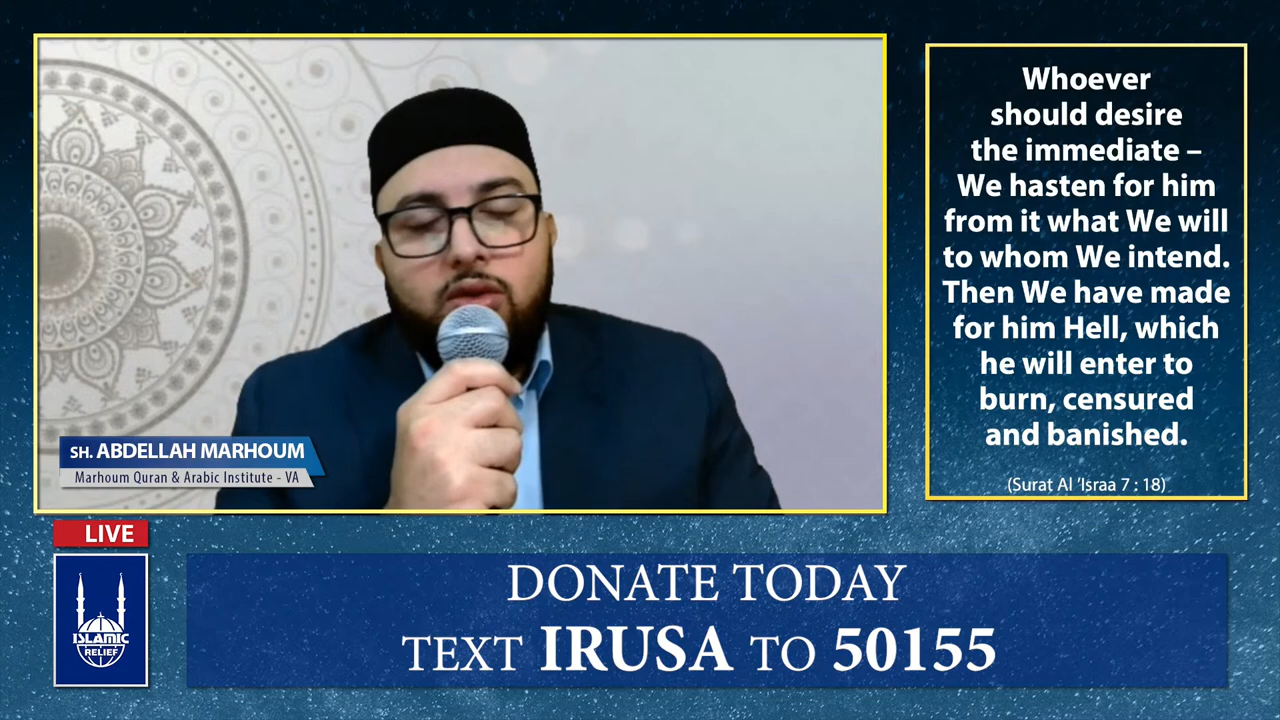 Whoever
should desire
the immediate –
We hasten for him
from it what We will
to whom We intend.
Then We have made
for him Hell, which
he will enter to
burn, censured
and banished.
(Surat Al 'Israa 7 : 18)
SH. ABDELLAH MARHOUM
Marhoum Quran & Arabic Institute - VA
LIVE
ISLAMIC
RELIEF
DONATE TODAY
TEXT IRUSA TO 50155